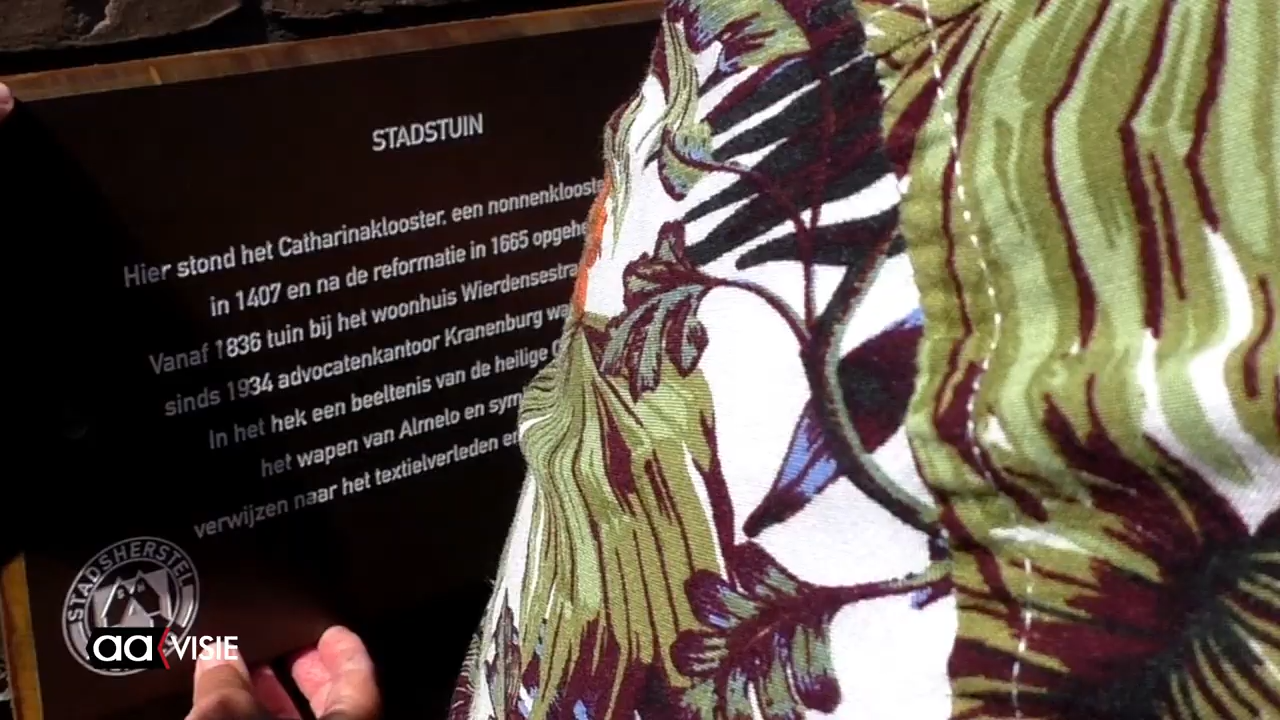 STADSTUIN
Hier stond het Catharinaklooster, een nonnenklooste
in 1407 en na de reformatie in 1665 opgehe
Vanaf 1836 tuin bij het woonhuis Wierdensestra
sinds 1934 advocatenkantoor Kranenburg wa
In het hek een beeltenis van de heilige
het wapen van Almelo en sym
verwijzen naar het textielverleden en
STADSHERSTEL
aa VISIE